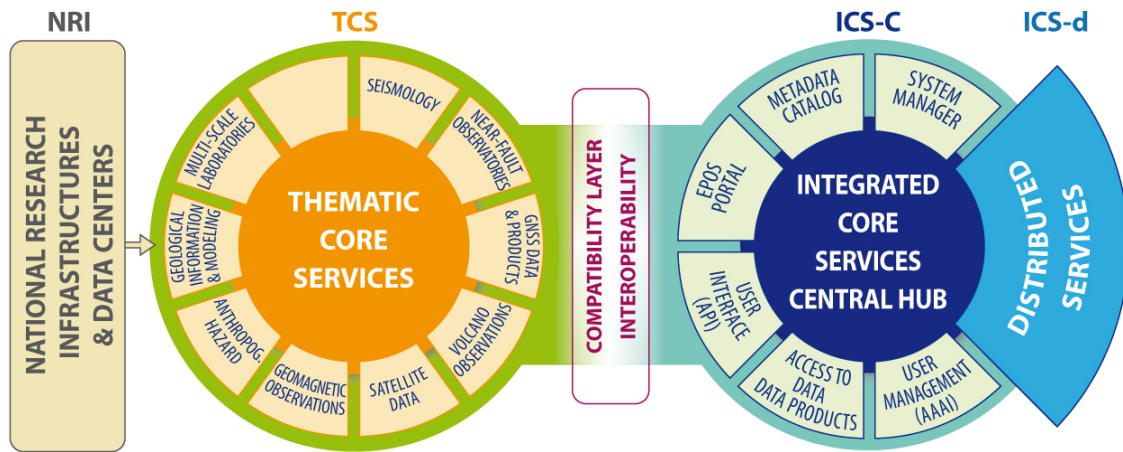 NRI
TCS
ICS-C
ICS-d
NATIONAL RESEARCH
INFRASTRUCTURES
& DATA CENTERS
THEMATIC
CORE
SERVICES
SEISMOLOGY
NEAR-FAULT
OBSERVATORIES
GNSS DATA
& PRODUCTS
VOLCANO
OBSERVATIONS
SATELLITE
DATA
GEOMAGNETIC
OBSERVATIONS
ANTHROPOG.
HAZARD
GEOLOGICAL
INFORMATION
& MODELING
MULTI-SCALE
LABORATORIES
COMPATIBILITY LAYER
INTEROPERABILITY
INTEGRATED
CORE
SERVICES
CENTRAL HUB
METADATA
CATALOG
SYSTEM
MANAGER
EPOS
PORTAL
USER
INTERFACE
(API)
ACCESS TO
DATA
DATA PRODUCTS
USER
MANAGEMENT
(AAAI)
DISTRIBUTED
SERVICES